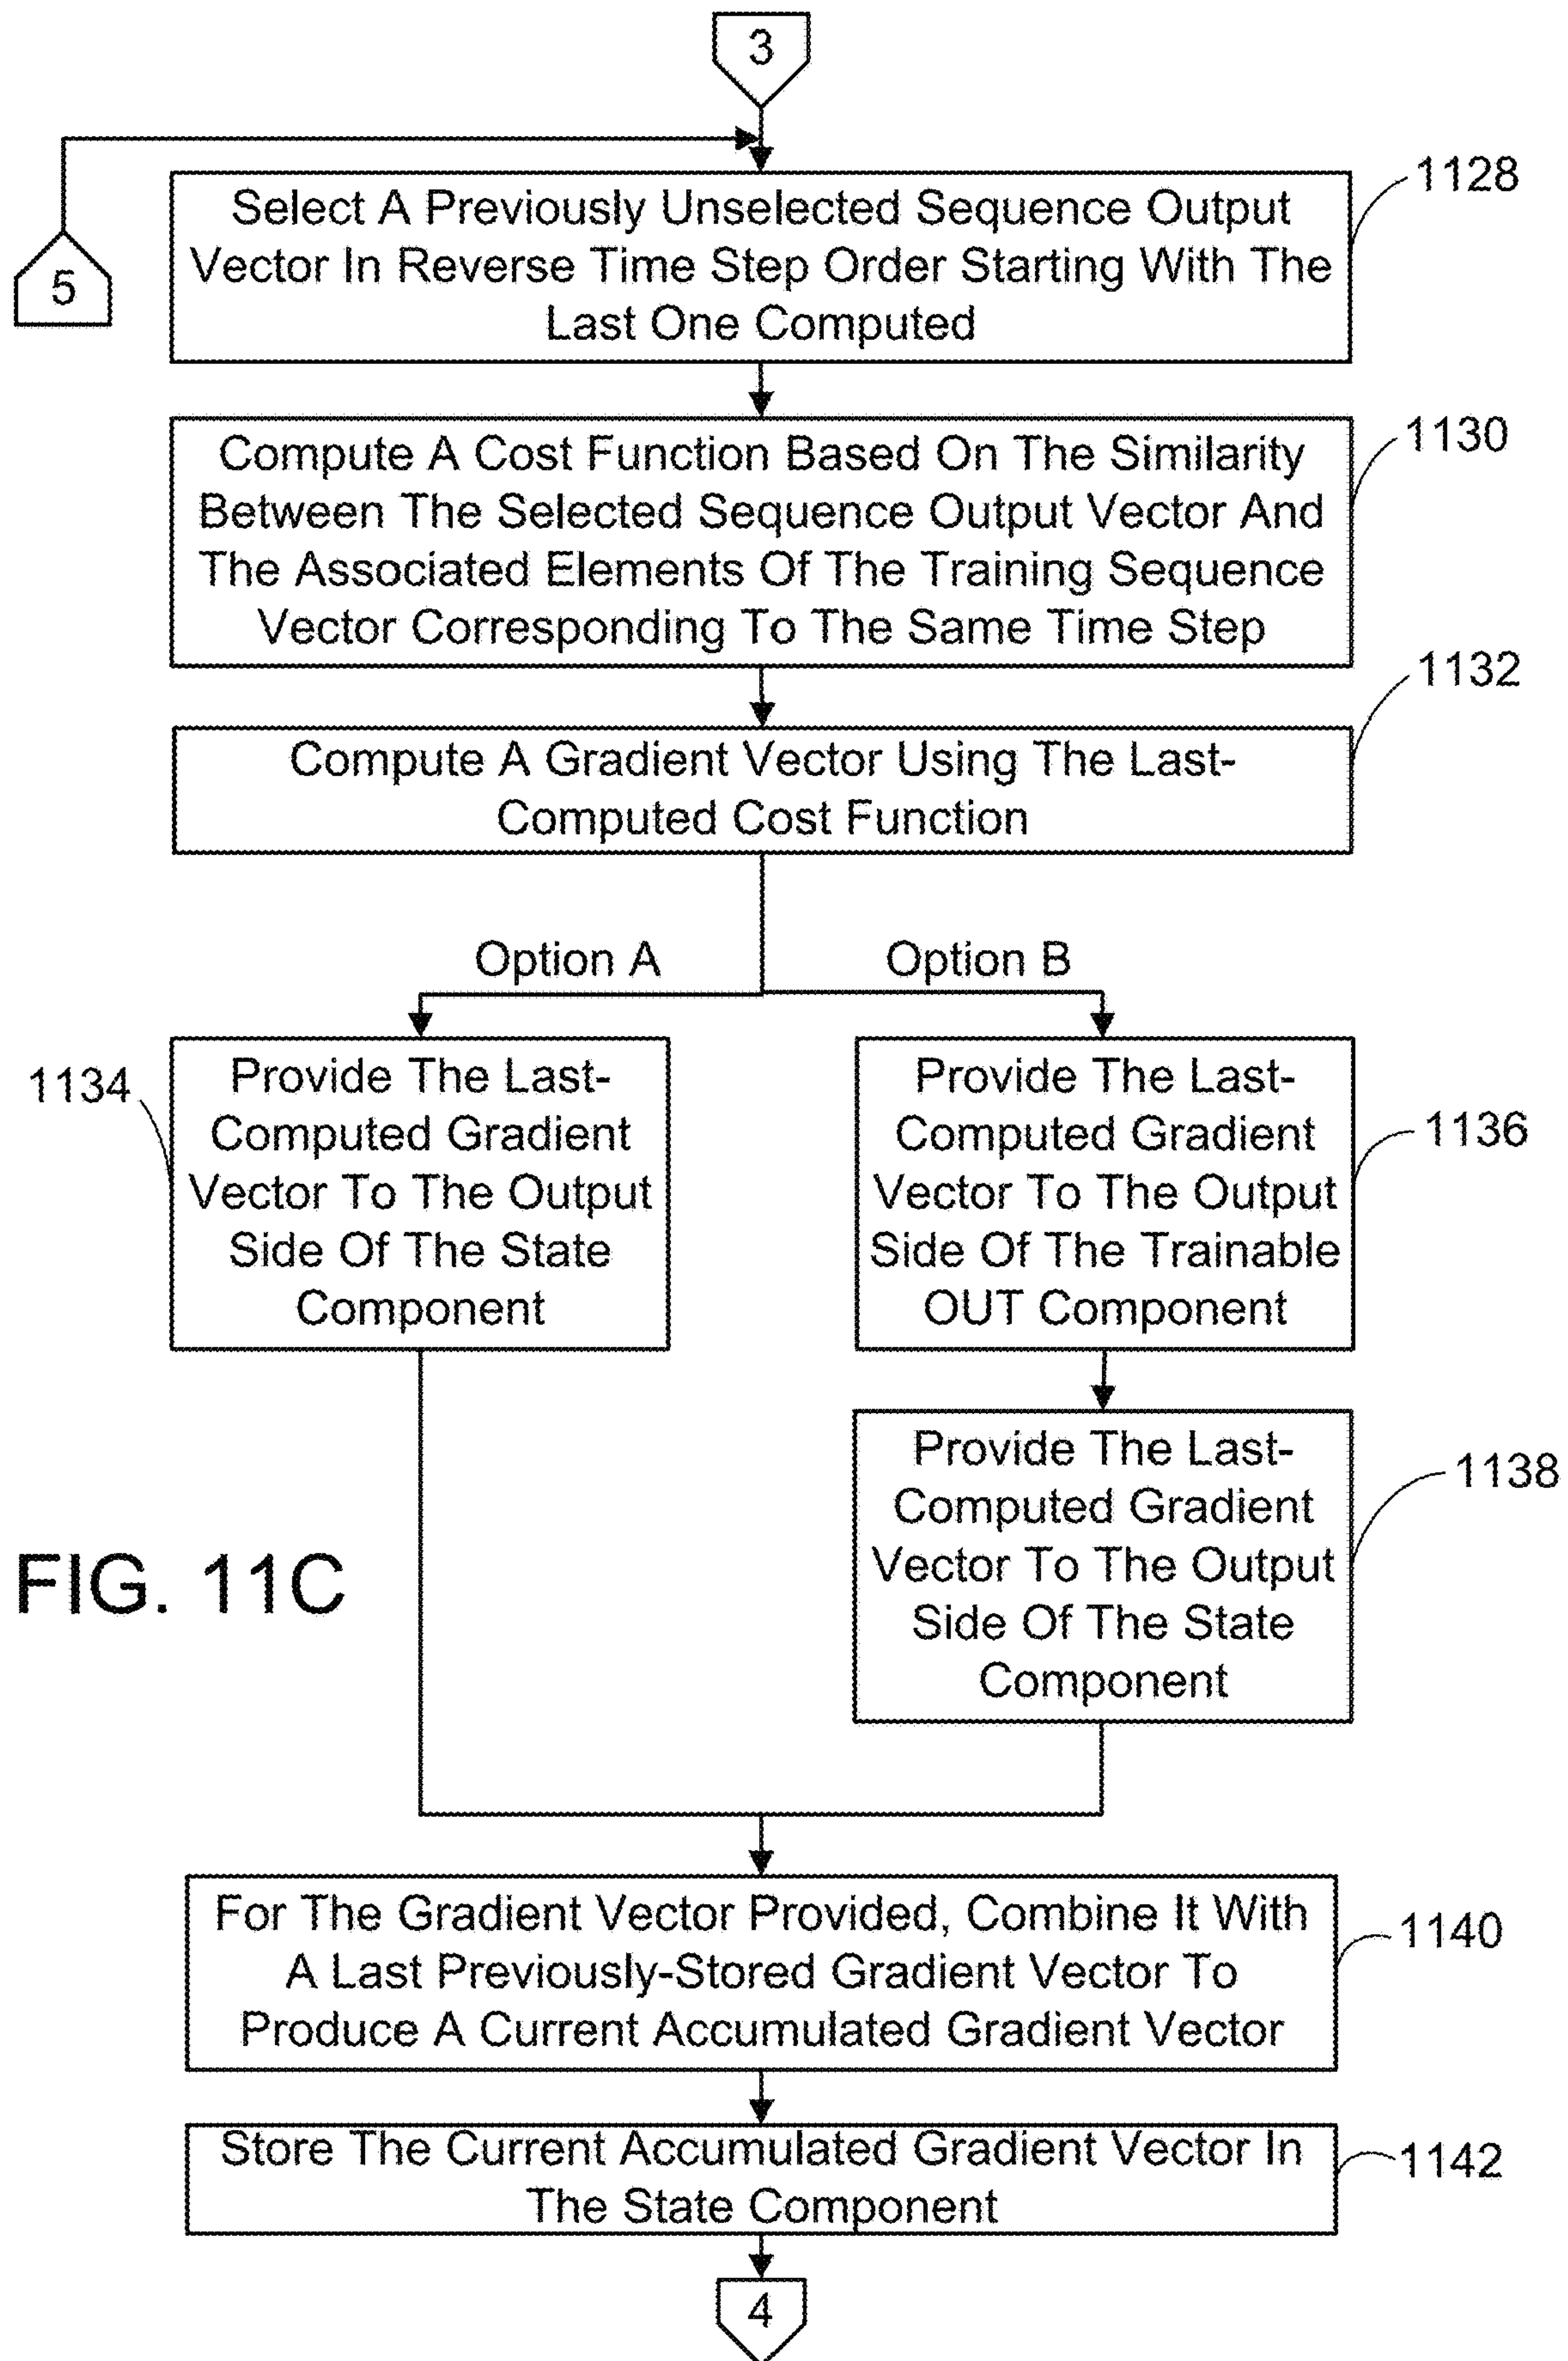 3
5
Select A Previously Unselected Sequence Output
Vector In Reverse Time Step Order Starting With The
Last One Computed
1128
Compute A Cost Function Based On The Similarity
Between The Selected Sequence Output Vector And
The Associated Elements Of The Training Sequence
Vector Corresponding To The Same Time Step
1130
Compute A Gradient Vector Using The Last-
Computed Cost Function
1132
Option A
Option B
1134
Provide The Last-
Computed Gradient
Vector To The Output
Side Of The State
Component
Provide The Last-
Computed Gradient
Vector To The Output
Side Of The Trainable
OUT Component
1136
Provide The Last-
Computed Gradient
Vector To The Output
Side Of The State
Component
1138
FIG. 11C
For The Gradient Vector Provided, Combine It With
A Last Previously-Stored Gradient Vector To
Produce A Current Accumulated Gradient Vector
1140
Store The Current Accumulated Gradient Vector In
The State Component
1142
4